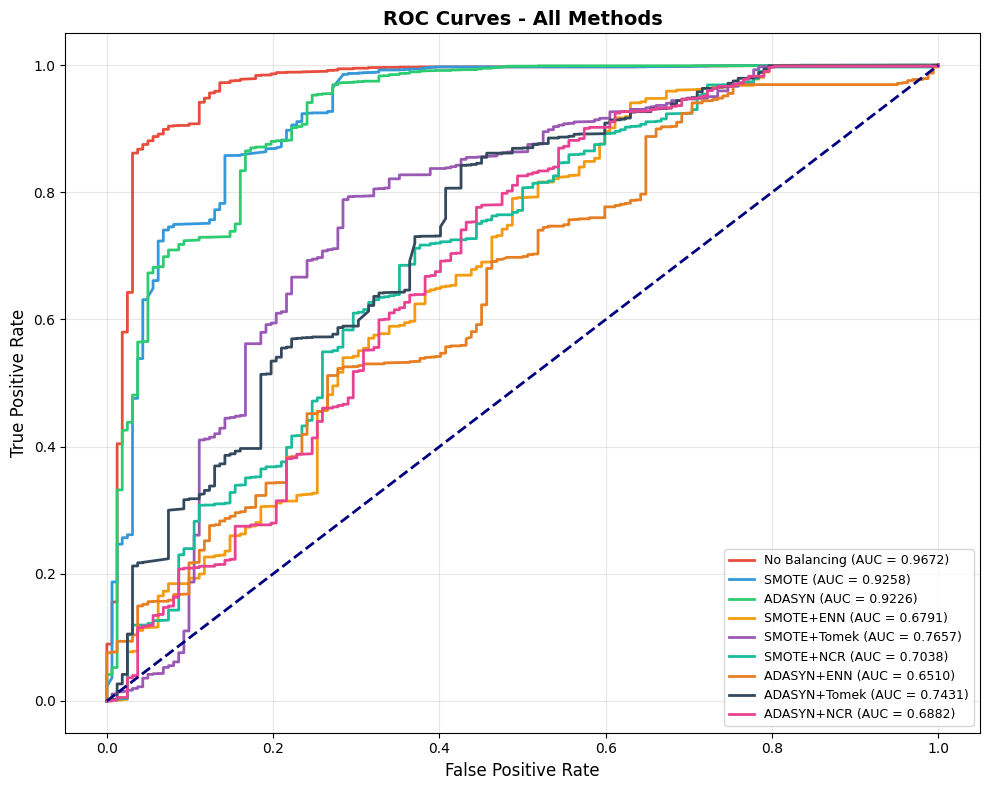 ROC Curves - All Methods
True Positive Rate
1.0
0.8
0.6
0.4
0.2
0.0
No Balancing (AUC = 0.9672)
SMOTE (AUC = 0.9258)
ADASYN (AUC = 0.9226)
SMOTE+ENN (AUC = 0.6791)
SMOTE+Tomek (AUC = 0.7657)
SMOTE+NCR (AUC = 0.7038)
ADASYN+ENN (AUC = 0.6510)
ADASYN+Tomek (AUC = 0.7431)
ADASYN+NCR (AUC = 0.6882)
0.0 0.2 0.4 0.6 0.8 1.0
False Positive Rate